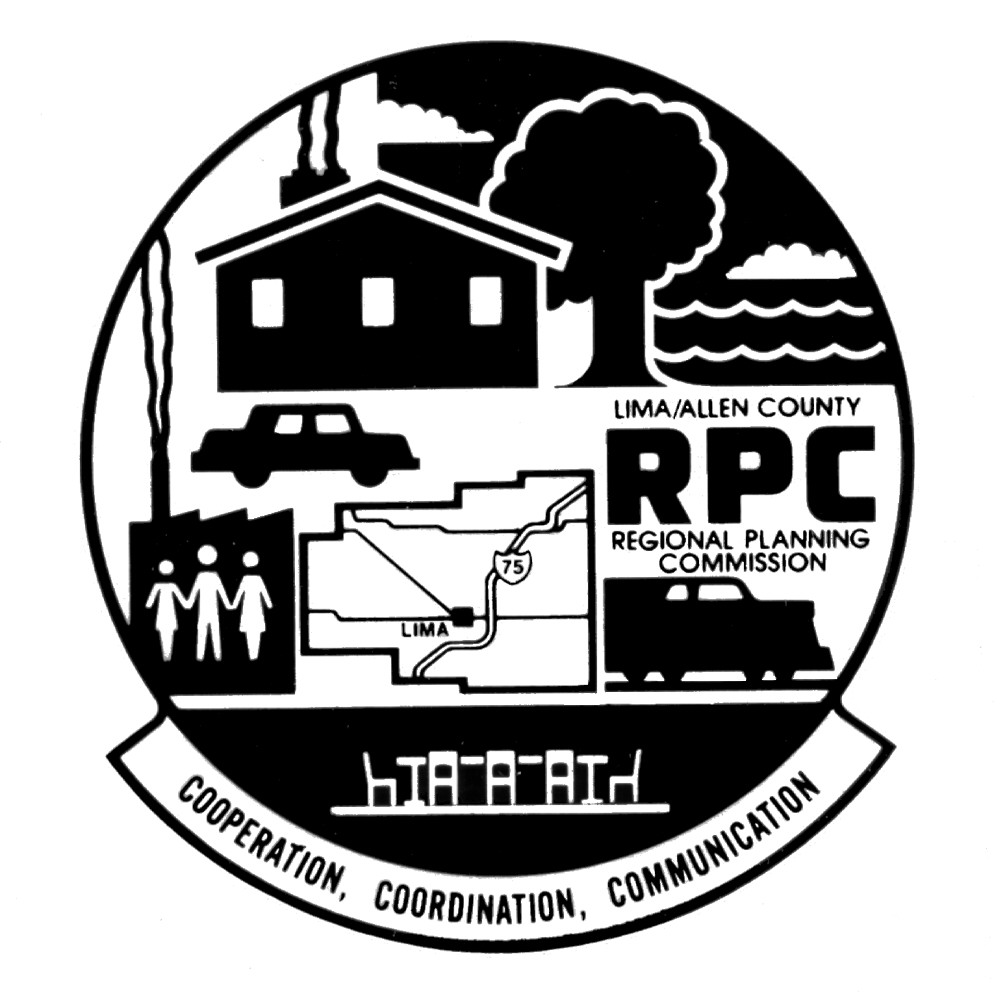 LIMA/ALLEN COUNTY
RPC
REGIONAL PLANNING
COMMISSION
75
LIMA
COOPERATION, COORDINATION, COMMUNICATION